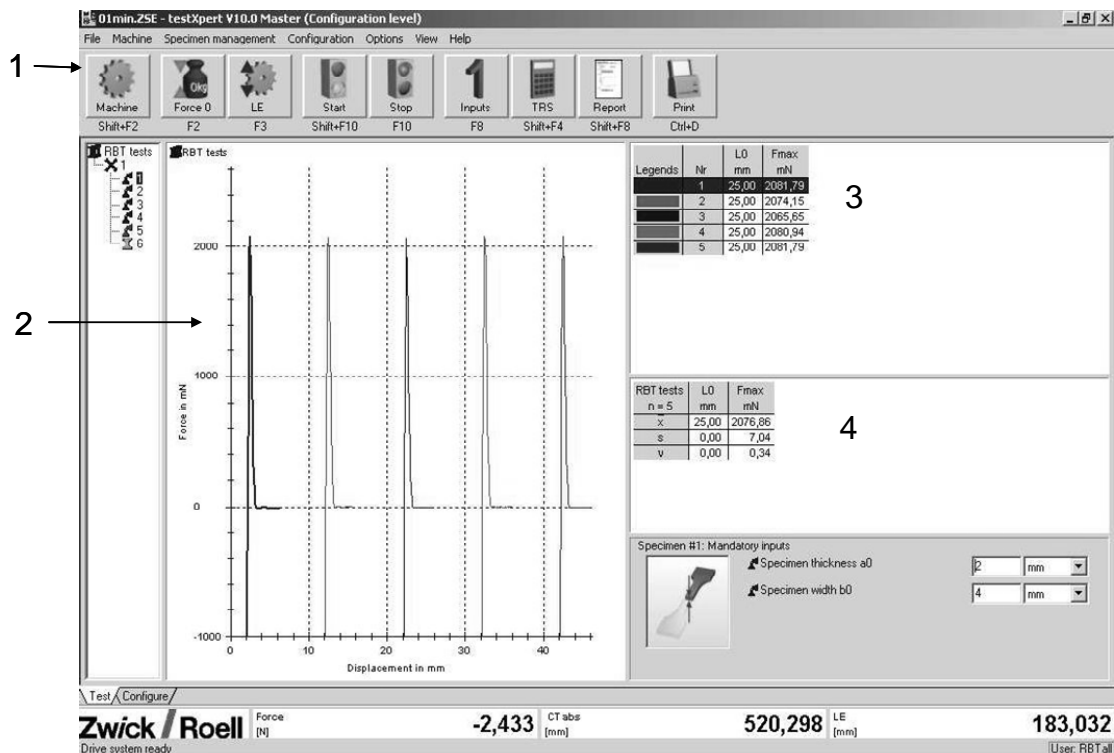 01min.ZSE - testXpert V10.0 Master (Configuration level)
File Machine Specimen management Configuration Options View Help
1
0kg
1
Machine Force 0 LE Start Stop Inputs TRS Report Print
Shift+F2 F2 F3 Shift+F10 F10 F8 Shift+F4 Shift+F8 Ctrl+D
RBT tests
1
1
2
3
4
5
6
RBT tests
2
Force in mN
2000
1000
0
-1000
0 10 20 30 40
Displacement in mm
Legends Nr L0 Fmax
mm mN
1 25,00 2081,79
2 25,00 2074,15
3 25,00 2065,65
4 25,00 2080,94
5 25,00 2081,79
3
RBT tests L0 Fmax
n = 5 mm mN
x 25,00 2076,86
s 0,00 7,04
v 0,00 0,34
4
Specimen #1: Mandatory inputs
Specimen thickness a0 2 mm
Specimen width b0 4 mm
Test Configure
Zwick / Roell Force [N] -2,433 CT abs [mm] 520,298 LE [mm] 183,032
Drive system ready User: RBT all